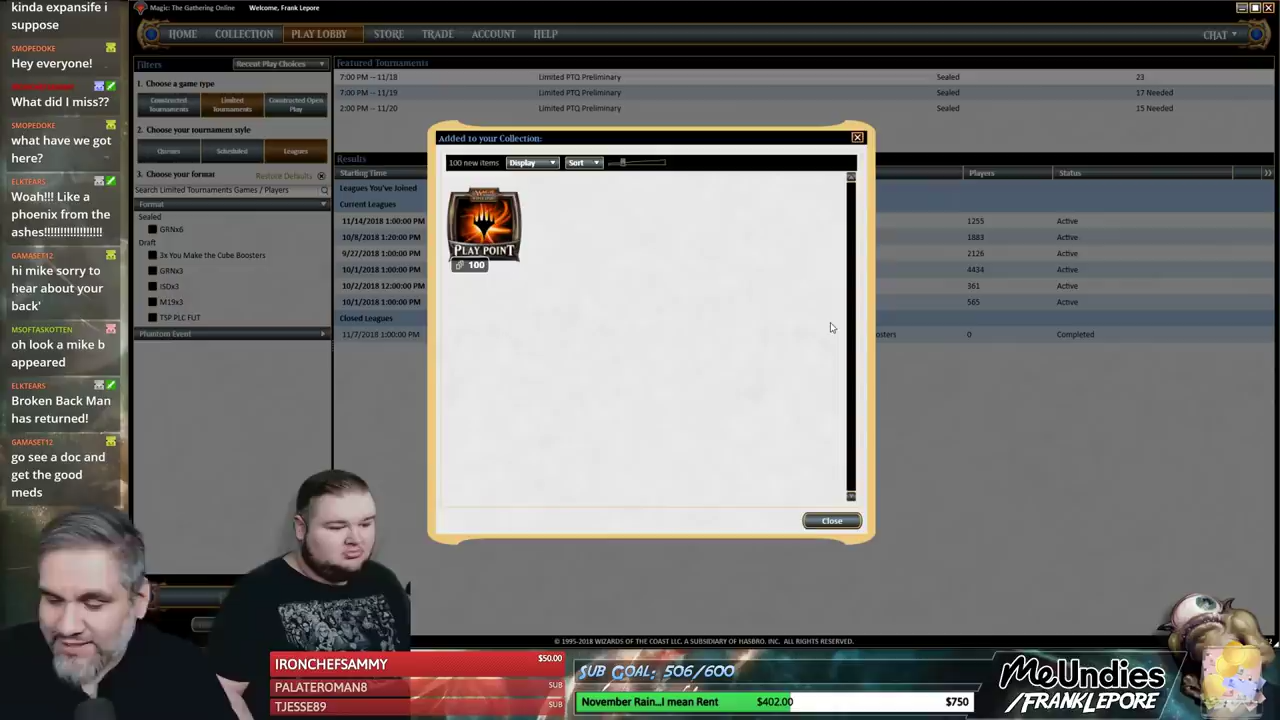 kinda expansife i
suppose
SMOPEDOKE
Hey everyone!
What did I miss??
SMOPEDOKE
what have we got
here?
ELKTEARS
Woah!!! Like a
phoenix from the
ashes!!!!!!!!!!!!!!!!!!!!!
GAMASET12
hi mike sorry to
hear about your
back'
MSOFTASKOTTEN
oh look a mike b
appeared
ELKTEARS
Broken Back Man
has returned!
GAMASET12
go see a doc and
get the good
meds
Magic: The Gathering Online Welcome, Frank Lepore
HOME COLLECTION PLAY LOBBY STORE TRADE ACCOUNT HELP CHAT
Filters Recent Play Choices
1. Choose a game type
Constructed Tournaments Limited Tournaments Constructed Open Play
2. Choose your tournament style
Queues Scheduled Leagues
3. Choose your format Restore Defaults
Search Limited Tournaments Games / Players
Format
Sealed
GRNx6
Draft
3x You Make the Cube Boosters
GRNx3
ISDx3
M19x3
TSP PLC FUT
Phantom Event
Featured Tournaments
7:00 PM -- 11/18 Limited PTQ Preliminary Sealed 23
7:00 PM -- 11/19 Limited PTQ Preliminary Sealed 17 Needed
2:00 PM -- 11/20 Limited PTQ Preliminary Sealed 15 Needed
Results
Starting Time Players Status
Leagues You've Joined
Current Leagues
11/14/2018 1:00:00 PM 1255 Active
10/8/2018 1:20:00 PM 1883 Active
9/27/2018 1:00:00 PM 2126 Active
10/1/2018 1:00:00 PM 4434 Active
10/2/2018 12:00:00 PM 361 Active
10/1/2018 1:00:00 PM 565 Active
Closed Leagues
11/7/2018 1:00:00 PM osters 0 Completed
Added to your Collection:
100 new items Display Sort
PLAY POINT
100
Close
© 1995-2018 WIZARDS OF THE COAST LLC, A SUBSIDIARY OF HASBRO, INC. ALL RIGHTS RESERVED.
IRONCHEFSAMMY $50.00
PALATEROMAN8 SUB
TJESSE89 SUB
SUB GOAL: 506/600
November Rain...I mean Rent $402.00 $750
MeUndies
/FRANKLEPORE